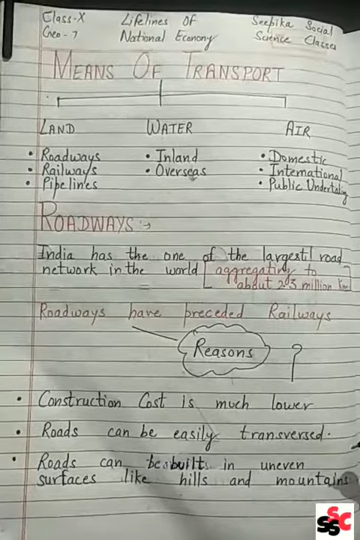 Class-X Lifelines Of Seepika Social
Geo-7 National Economy Science Classes
MEANS OF TRANSPORT
LAND WATER AIR
• Roadways • Inland • Domestic
• Railways • Overseas • International
• Pipelines • Public Undertaking
ROADWAYS :→
India has the one of the largest road
network in the world [aggregating to
about 2.3 million Km]
Roadways have preceded Railways
Reasons ?
• Construction Cost is much lower
• Roads can be easily transversed.
• Roads can be built in uneven
surfaces like hills and mountains
SSC